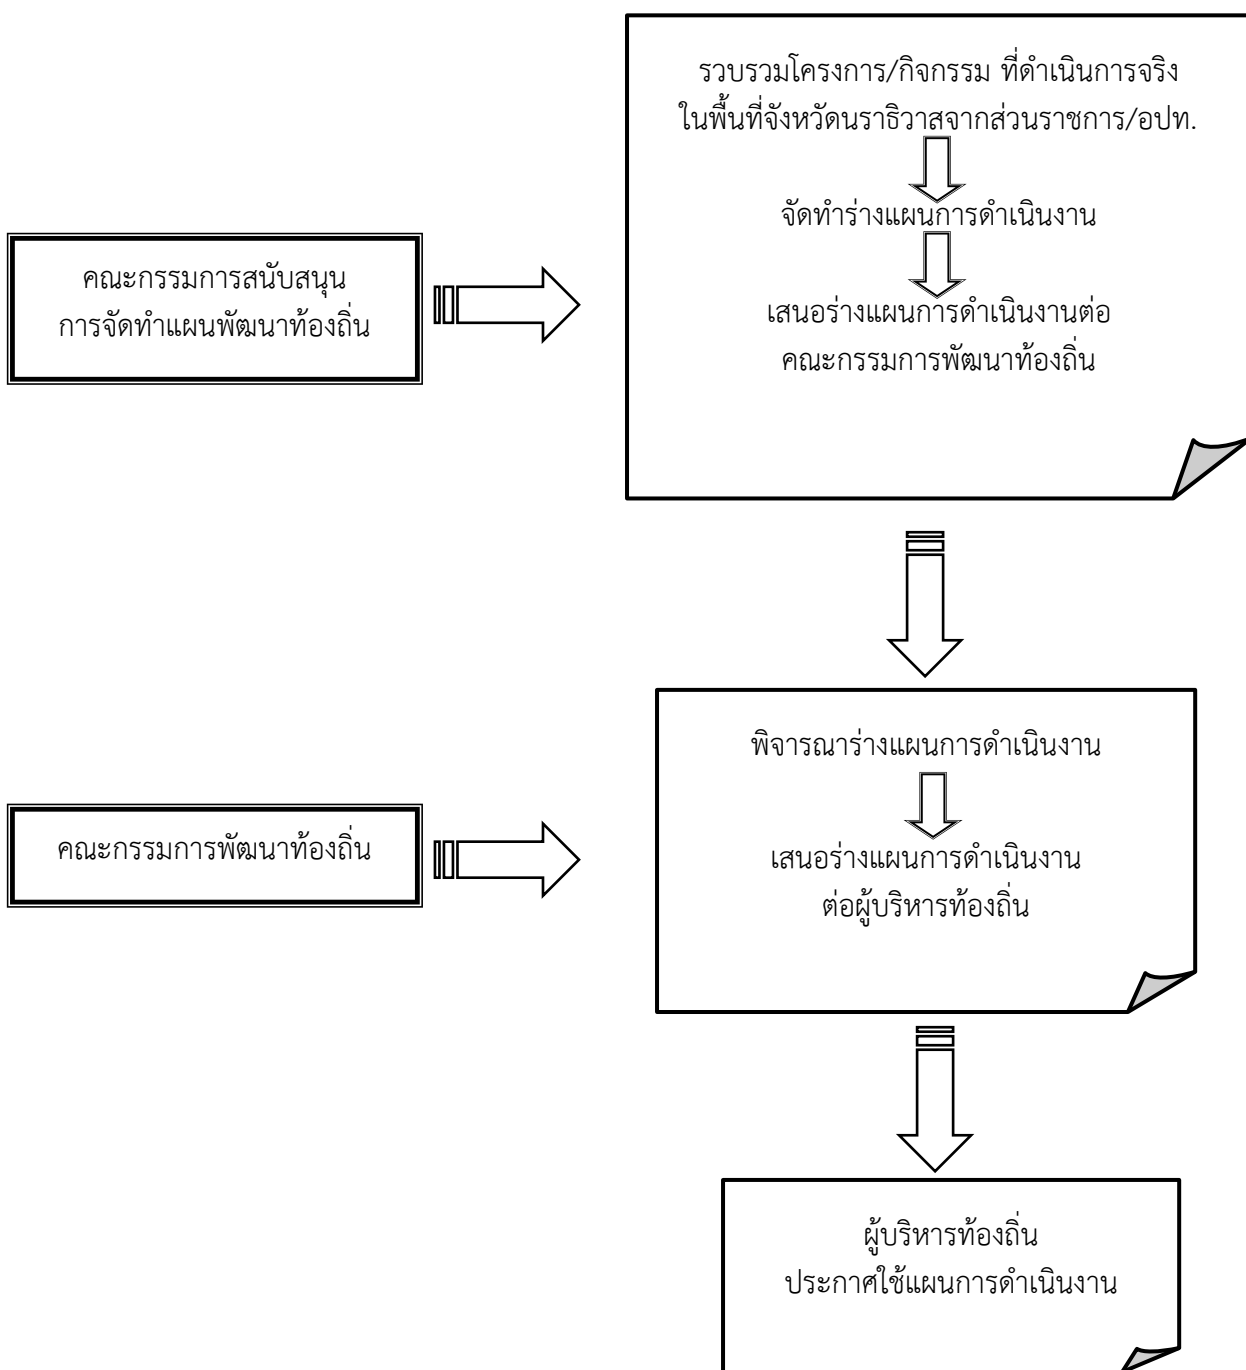 รวบรวมโครงการ/กิจกรรม ที่ดำเนินการจริง
ในพื้นที่จังหวัดนราธิวาสจากส่วนราชการ/อปท.
จัดทำร่างแผนการดำเนินงาน
เสนอร่างแผนการดำเนินงานต่อ
คณะกรรมการพัฒนาท้องถิ่น
คณะกรรมการสนับสนุน
การจัดทำแผนพัฒนาท้องถิ่น
พิจารณาร่างแผนการดำเนินงาน
เสนอร่างแผนการดำเนินงาน
ต่อผู้บริหารท้องถิ่น
คณะกรรมการพัฒนาท้องถิ่น
ผู้บริหารท้องถิ่น
ประกาศใช้แผนการดำเนินงาน